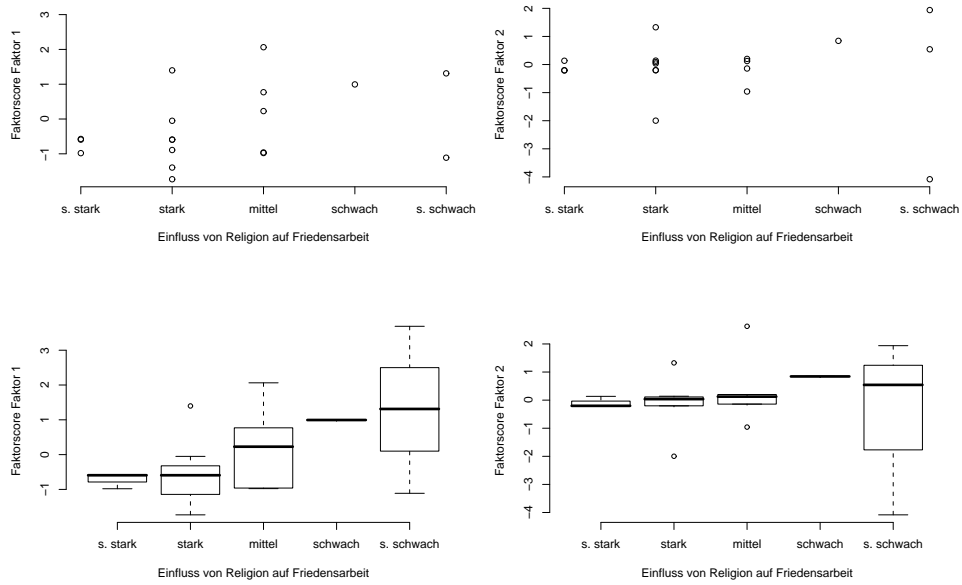 Faktorscore Faktor 1
3
2
1
0
−1
s. stark stark mittel schwach s. schwach
Einfluss von Religion auf Friedensarbeit
Faktorscore Faktor 2
2
1
0
−1
−2
−3
−4
s. stark stark mittel schwach s. schwach
Einfluss von Religion auf Friedensarbeit
Faktorscore Faktor 1
3
2
1
0
−1
s. stark stark mittel schwach s. schwach
Einfluss von Religion auf Friedensarbeit
Faktorscore Faktor 2
2
1
0
−1
−2
−3
−4
s. stark stark mittel schwach s. schwach
Einfluss von Religion auf Friedensarbeit